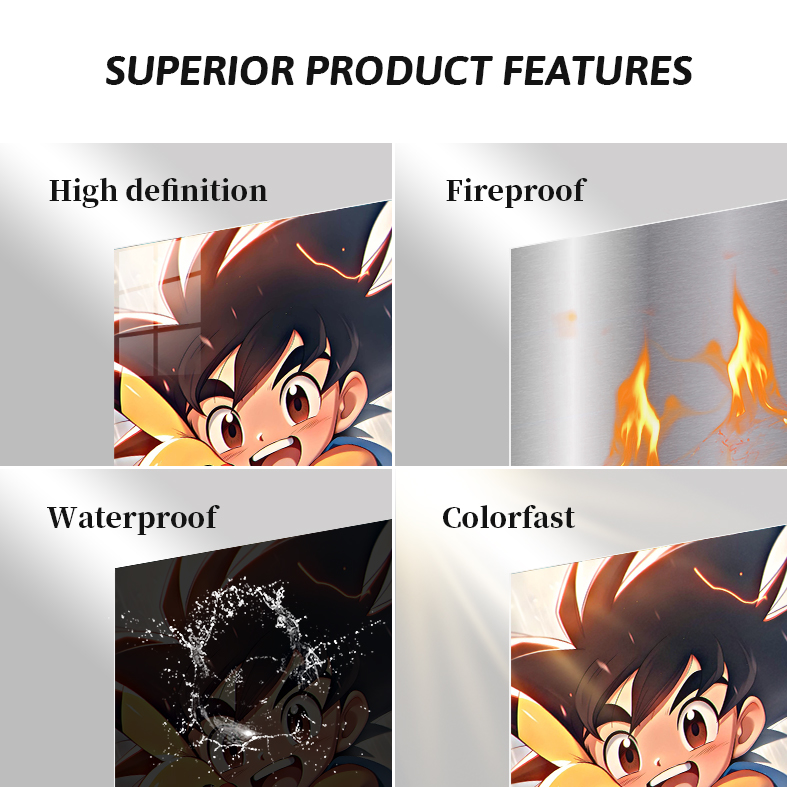 SUPERIOR PRODUCT FEATURES
High definition
Fireproof
Waterproof
Colorfast